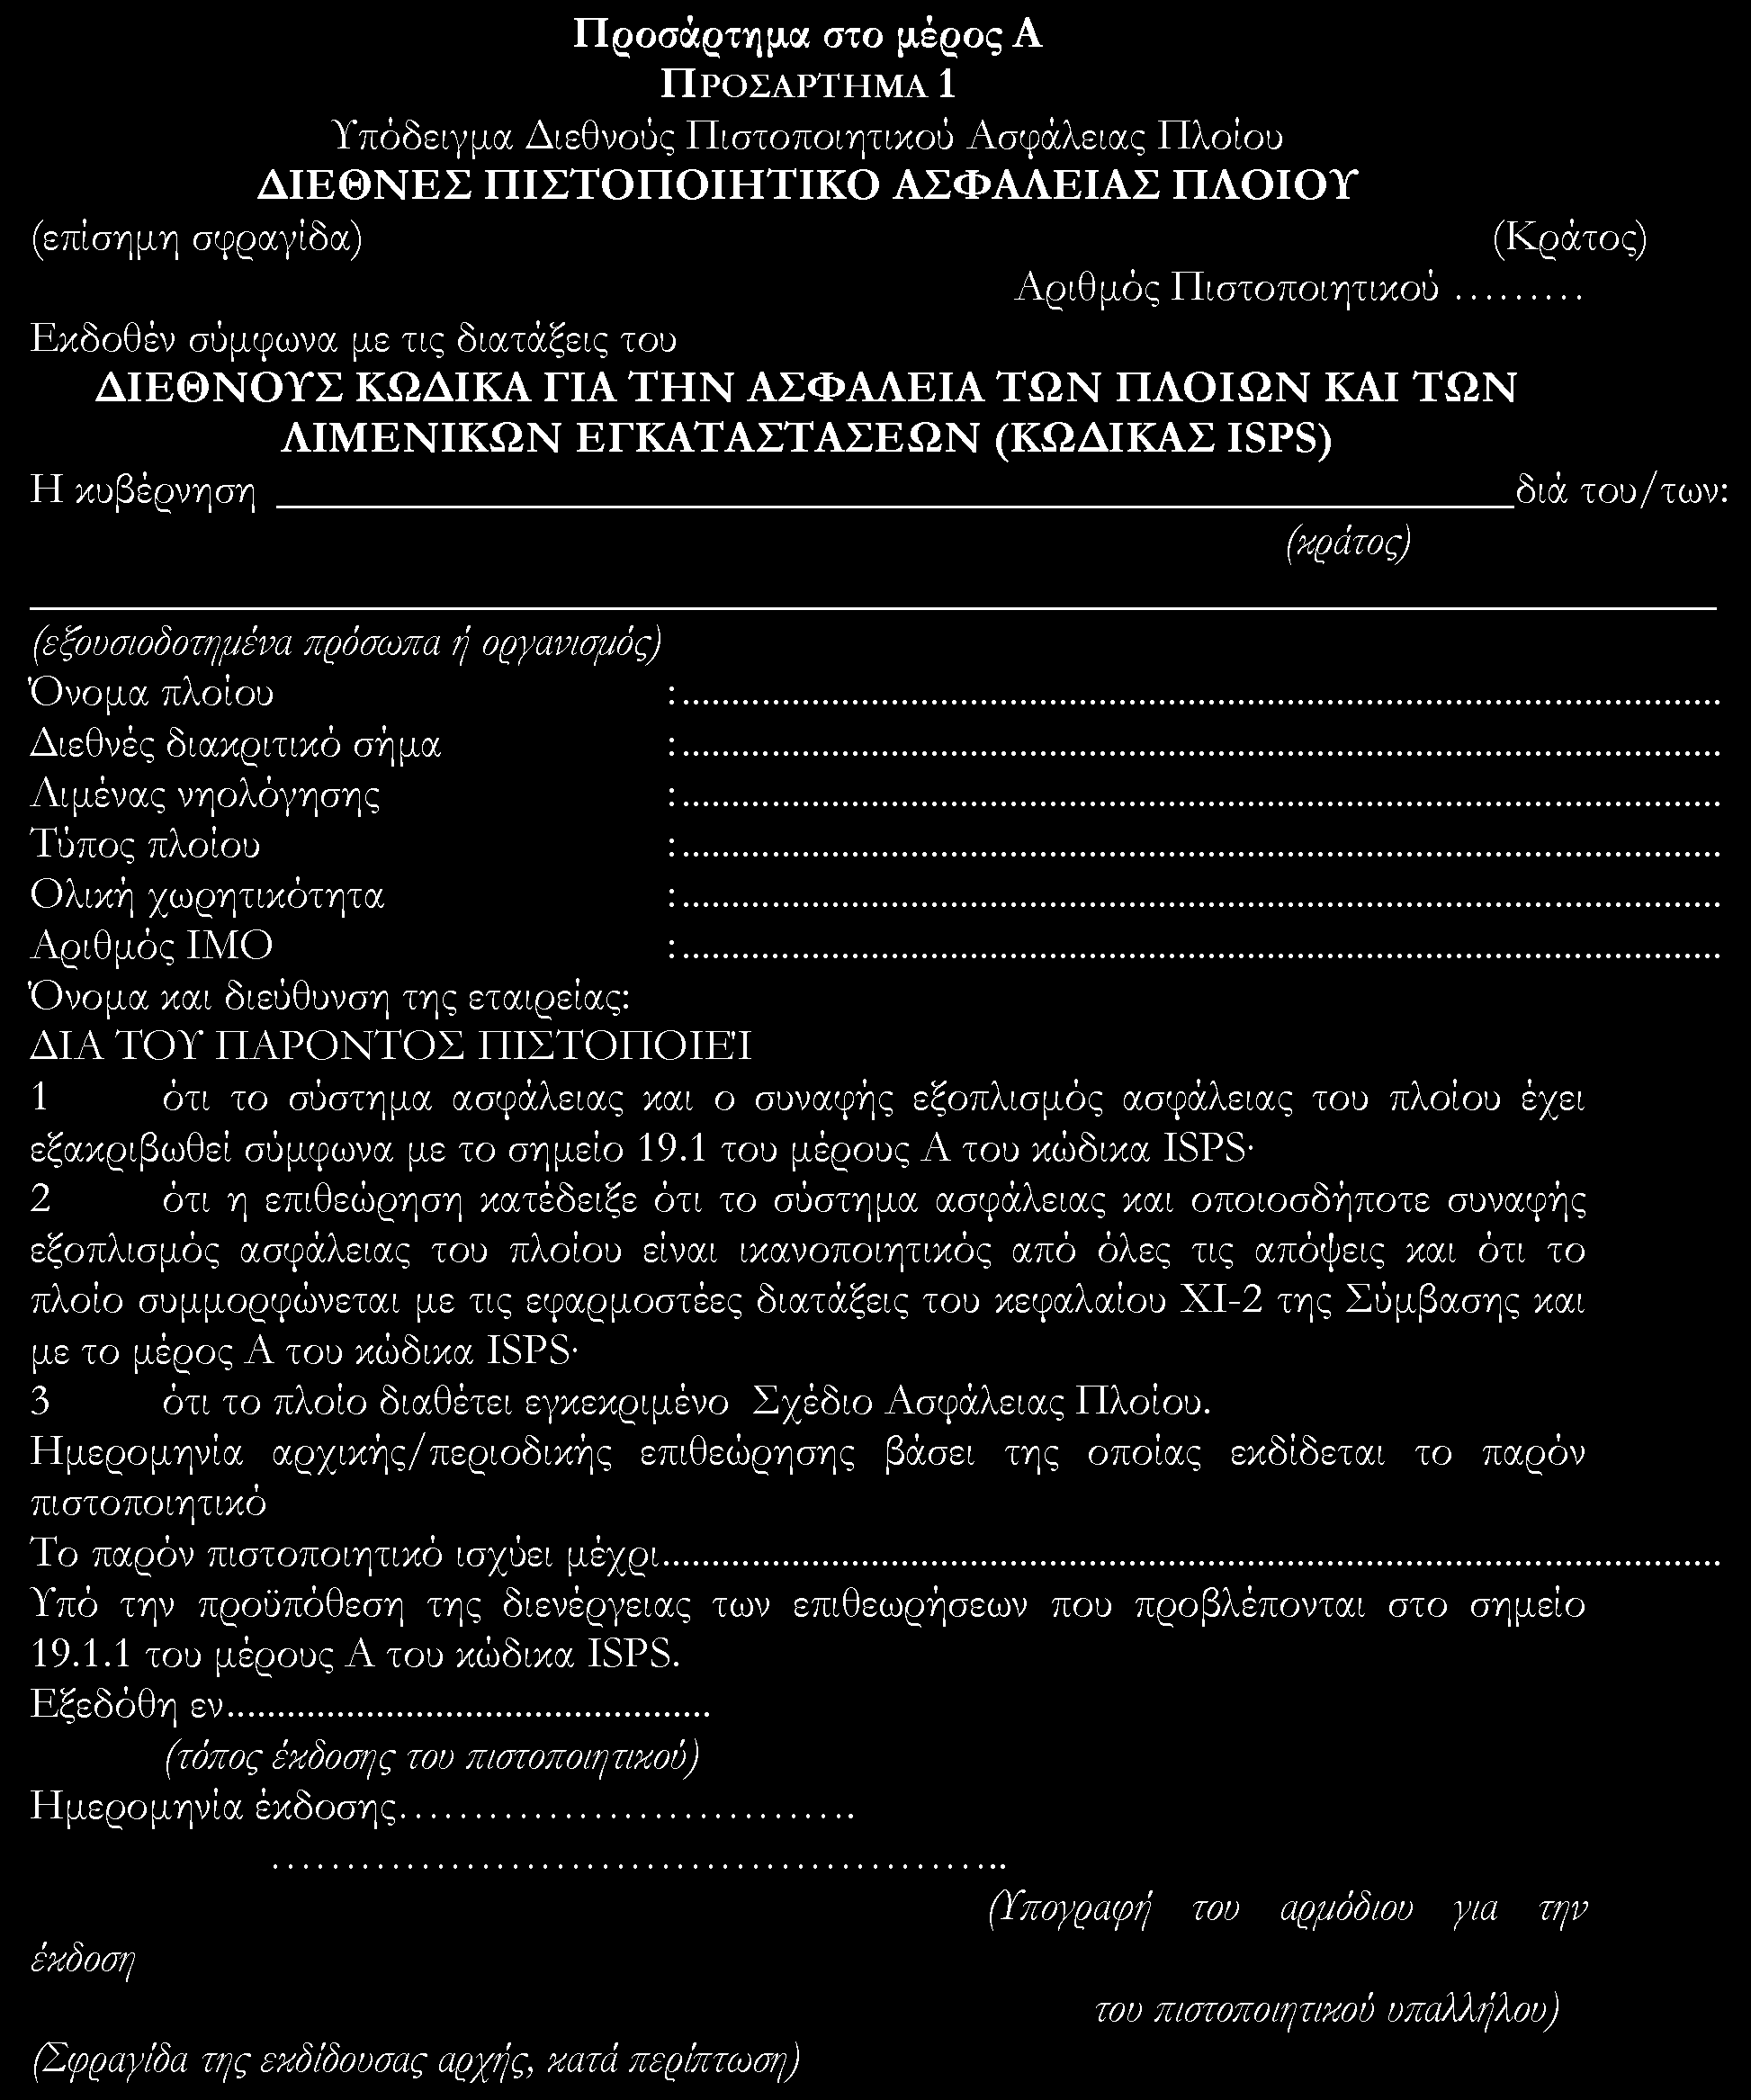 Προσάρτημα στο μέρος Α
ΠΡΟΣΑΡΤΗΜΑ 1
Υπόδειγμα Διεθνούς Πιστοποιητικού Ασφάλειας Πλοίου
ΔΙΕΘΝΕΣ ΠΙΣΤΟΠΟΙΗΤΙΚΟ ΑΣΦΑΛΕΙΑΣ ΠΛΟΙΟΥ
(επίσημη σφραγίδα) (Κράτος)
Αριθμός Πιστοποιητικού .........
Εκδοθέν σύμφωνα με τις διατάξεις του
ΔΙΕΘΝΟΥΣ ΚΩΔΙΚΑ ΓΙΑ ΤΗΝ ΑΣΦΑΛΕΙΑ ΤΩΝ ΠΛΟΙΩΝ ΚΑΙ ΤΩΝ
ΛΙΜΕΝΙΚΩΝ ΕΓΚΑΤΑΣΤΑΣΕΩΝ (ΚΩΔΙΚΑΣ ISPS)
Η κυβέρνηση ____________________ διά του/των:
(κράτος)
(εξουσιοδοτημένα πρόσωπα ή οργανισμός)
Όνομα πλοίου :..............................
Διεθνές διακριτικό σήμα :..............................
Λιμένας νηολόγησης :..............................
Τύπος πλοίου :..............................
Ολική χωρητικότητα :..............................
Αριθμός ΙΜΟ :..............................
Όνομα και διεύθυνση της εταιρείας:
ΔΙΑ ΤΟΥ ΠΑΡΟΝΤΟΣ ΠΙΣΤΟΠΟΙΕΊ
1 ότι το σύστημα ασφάλειας και ο συναφής εξοπλισμός ασφάλειας του πλοίου έχει
εξακριβωθεί σύμφωνα με το σημείο 19.1 του μέρους Α του κώδικα ISPS·
2 ότι η επιθεώρηση κατέδειξε ότι το σύστημα ασφάλειας και οποιοσδήποτε συναφής
εξοπλισμός ασφάλειας του πλοίου είναι ικανοποιητικός από όλες τις απόψεις και ότι το
πλοίο συμμορφώνεται με τις εφαρμοστέες διατάξεις του κεφαλαίου ΧΙ-2 της Σύμβασης και
με το μέρος Α του κώδικα ISPS·
3 ότι το πλοίο διαθέτει εγκεκριμένο Σχέδιο Ασφάλειας Πλοίου.
Ημερομηνία αρχικής/περιοδικής επιθεώρησης βάσει της οποίας εκδίδεται το παρόν
πιστοποιητικό
Το παρόν πιστοποιητικό ισχύει μέχρι..............................
Υπό την προϋπόθεση της διενέργειας των επιθεωρήσεων που προβλέπονται στο σημείο
19.1.1 του μέρους Α του κώδικα ISPS.
Εξεδόθη εν..............................
(τόπος έκδοσης του πιστοποιητικού)
Ημερομηνία έκδοσης..............................
..............................
(Υπογραφή του αρμόδιου για την
έκδοση
του πιστοποιητικού υπαλλήλου)
(Σφραγίδα της εκδίδουσας αρχής, κατά περίπτωση)